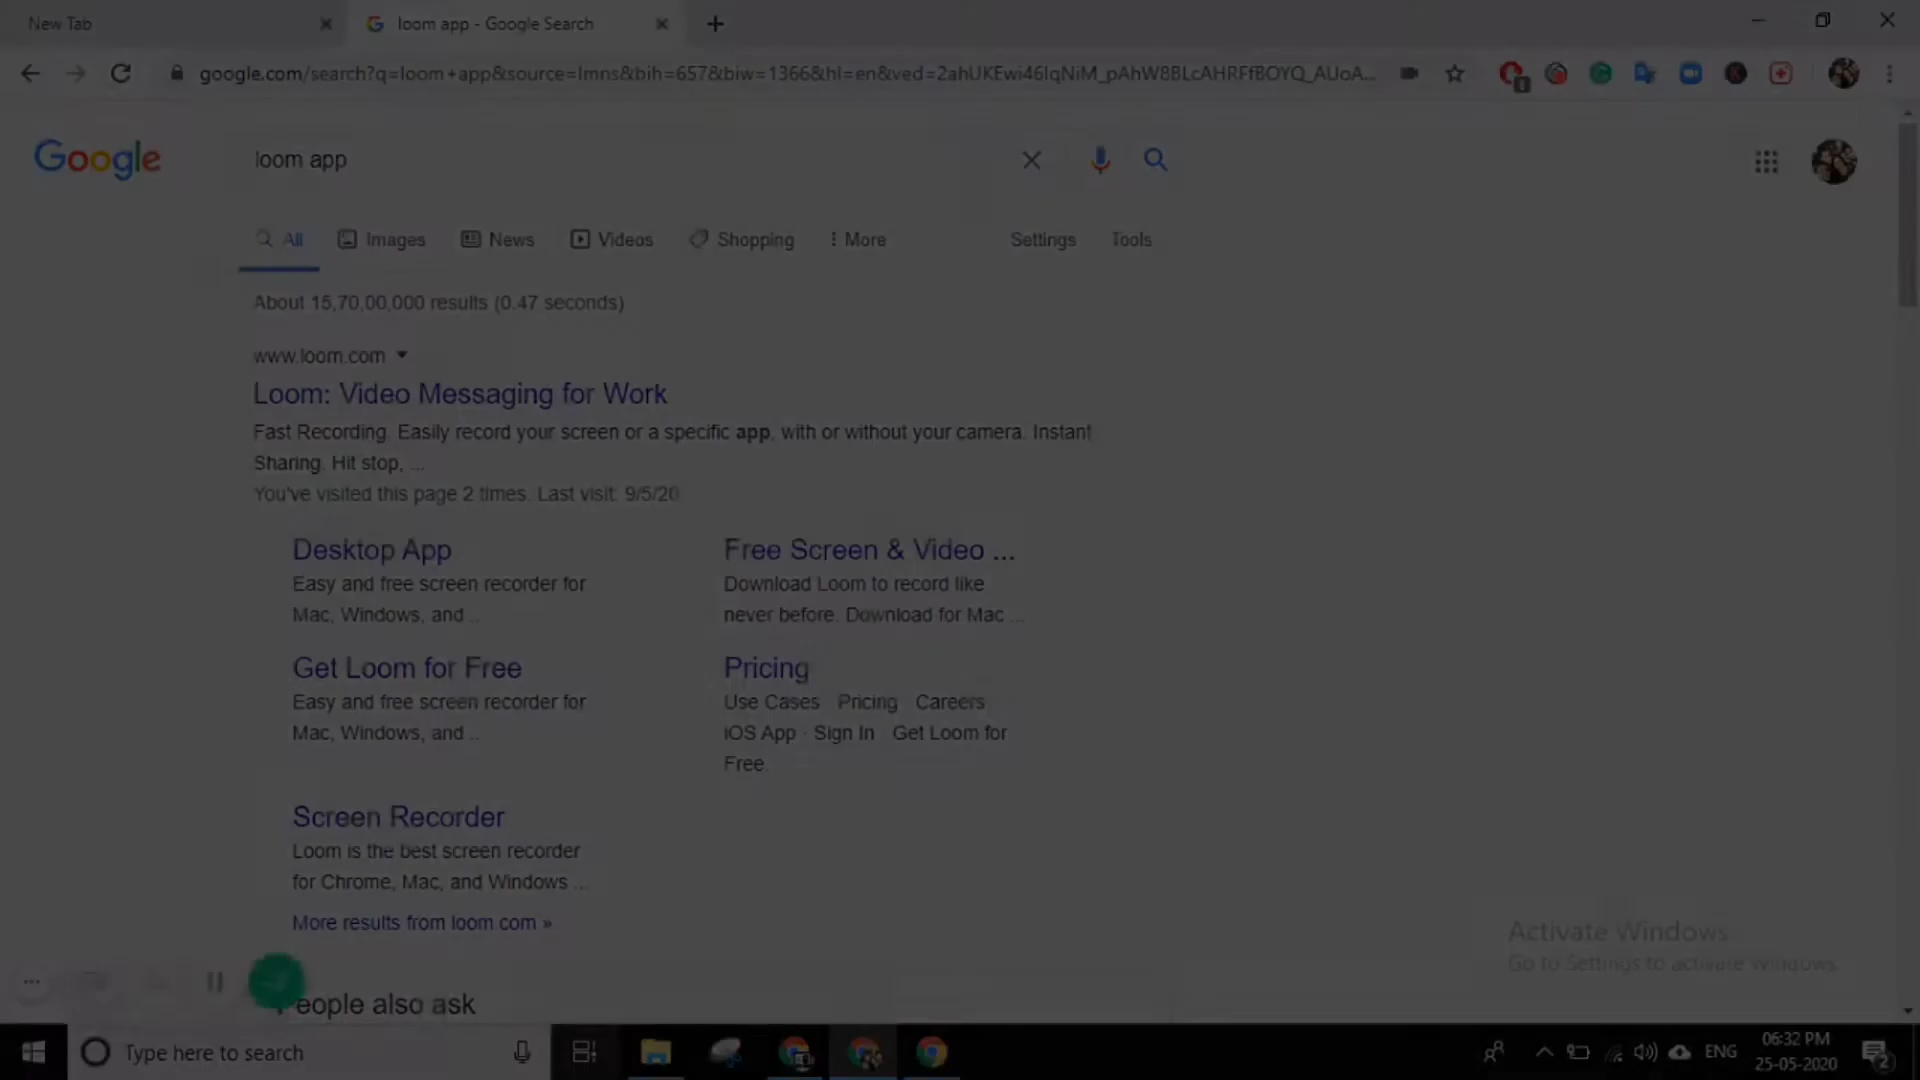 New Tab
loom app - Google Search
google.com/search?q=loom+app&source=lmns&bih=657&biw=1366&hl=en&ved=2ahUKEwi46IqNiM_pAhW8BLcAHRFfBOYQ_AUoA...
Google
loom app
All Images News Videos Shopping More Settings Tools
About 15,70,00,000 results (0.47 seconds)
www.loom.com
Loom: Video Messaging for Work
Fast Recording. Easily record your screen or a specific app, with or without your camera. Instant
Sharing. Hit stop, ...
You've visited this page 2 times. Last visit: 9/5/20
Desktop App
Easy and free screen recorder for
Mac, Windows, and ...
Free Screen & Video ...
Download Loom to record like
never before. Download for Mac ...
Get Loom for Free
Easy and free screen recorder for
Mac, Windows, and ...
Pricing
Use Cases · Pricing · Careers ·
iOS App · Sign In · Get Loom for
Free.
Screen Recorder
Loom is the best screen recorder
for Chrome, Mac, and Windows ...
More results from loom.com »
eople also ask
Activate Windows
Go to Settings to activate Windows.
Type here to search
ENG
06:32 PM
25-05-2020
2